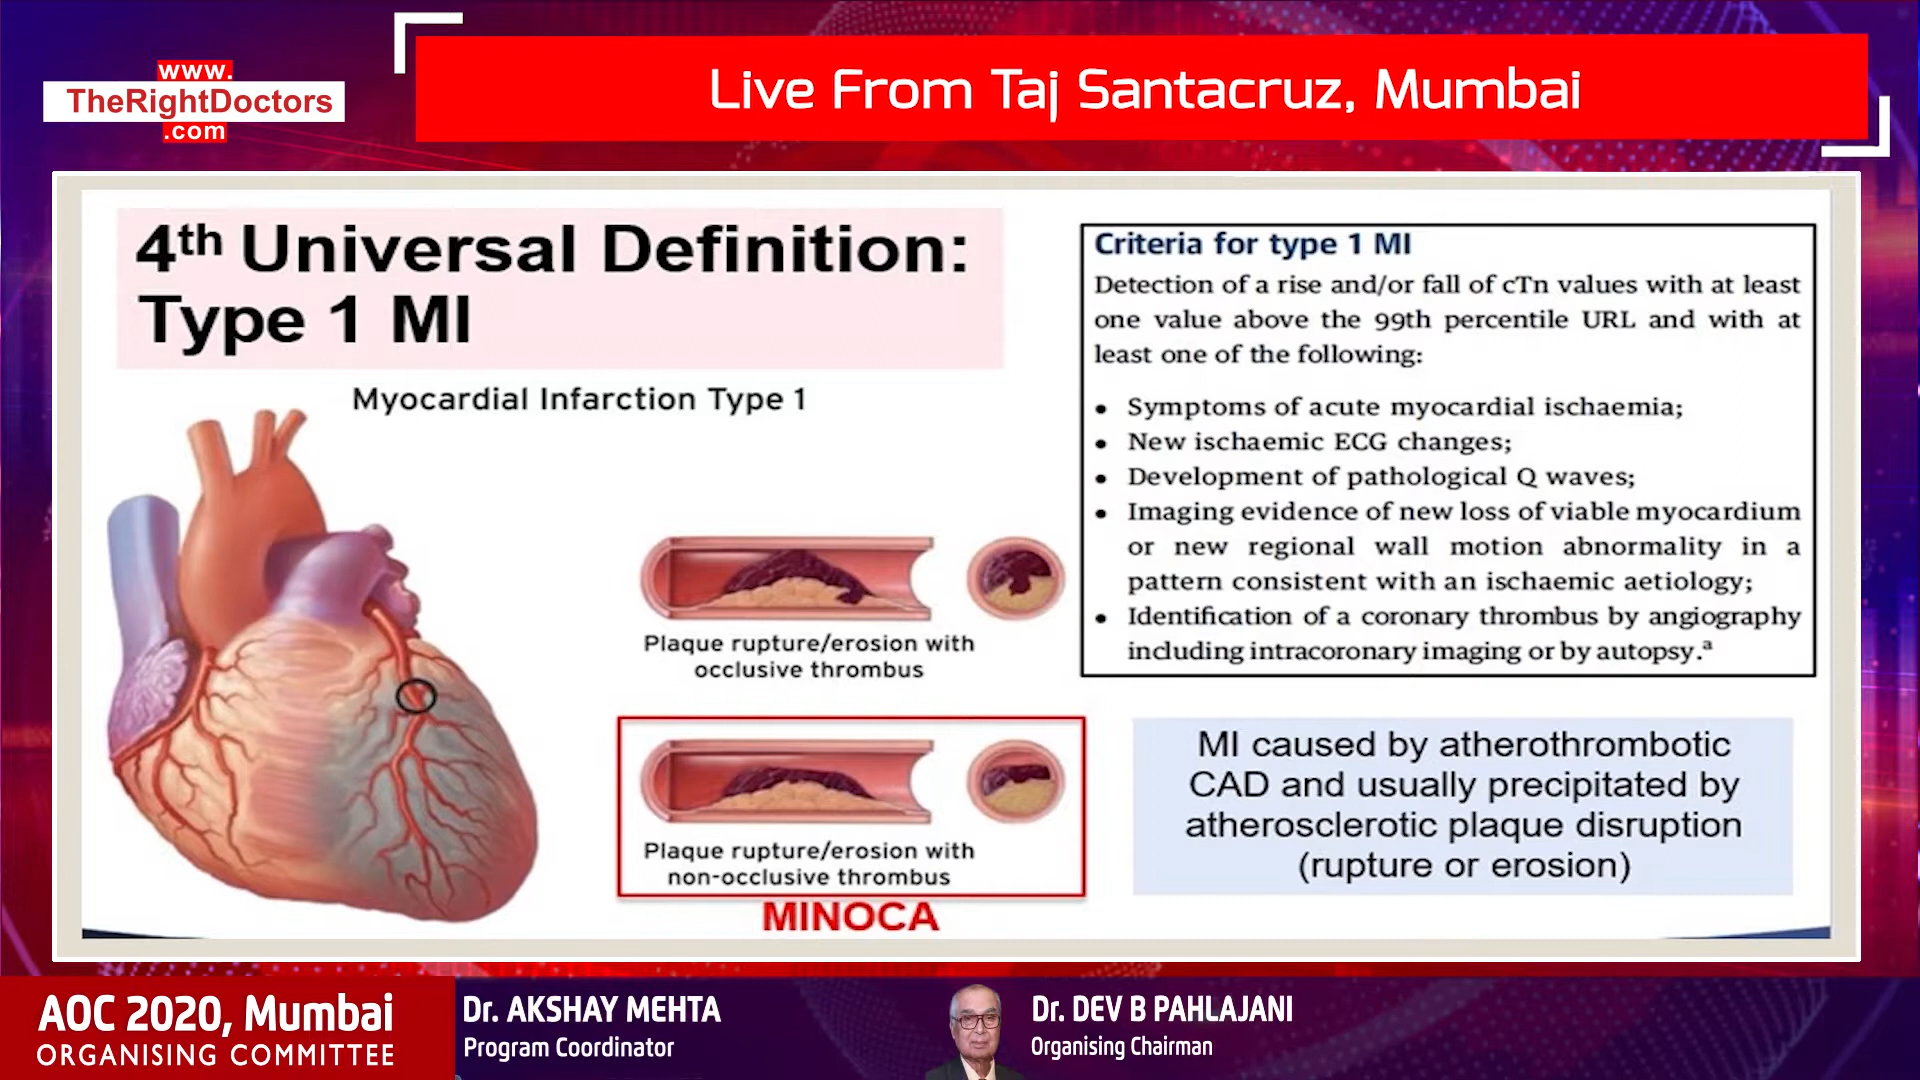 www.
TheRightDoctors
.com
Live From Taj Santacruz, Mumbai
4th Universal Definition:
Type 1 MI
Myocardial Infarction Type 1
Plaque rupture/erosion with
occlusive thrombus
Plaque rupture/erosion with
non-occlusive thrombus
MINOCA
Criteria for type 1 MI
Detection of a rise and/or fall of cTn values with at least
one value above the 99th percentile URL and with at
least one of the following:
• Symptoms of acute myocardial ischaemia;
• New ischaemic ECG changes;
• Development of pathological Q waves;
• Imaging evidence of new loss of viable myocardium
or new regional wall motion abnormality in a
pattern consistent with an ischaemic aetiology;
• Identification of a coronary thrombus by angiography
including intracoronary imaging or by autopsy.a
MI caused by atherothrombotic
CAD and usually precipitated by
atherosclerotic plaque disruption
(rupture or erosion)
AOC 2020, Mumbai
ORGANISING COMMITTEE
Dr. AKSHAY MEHTA
Program Coordinator
Dr. DEV B PAHLAJANI
Organising Chairman